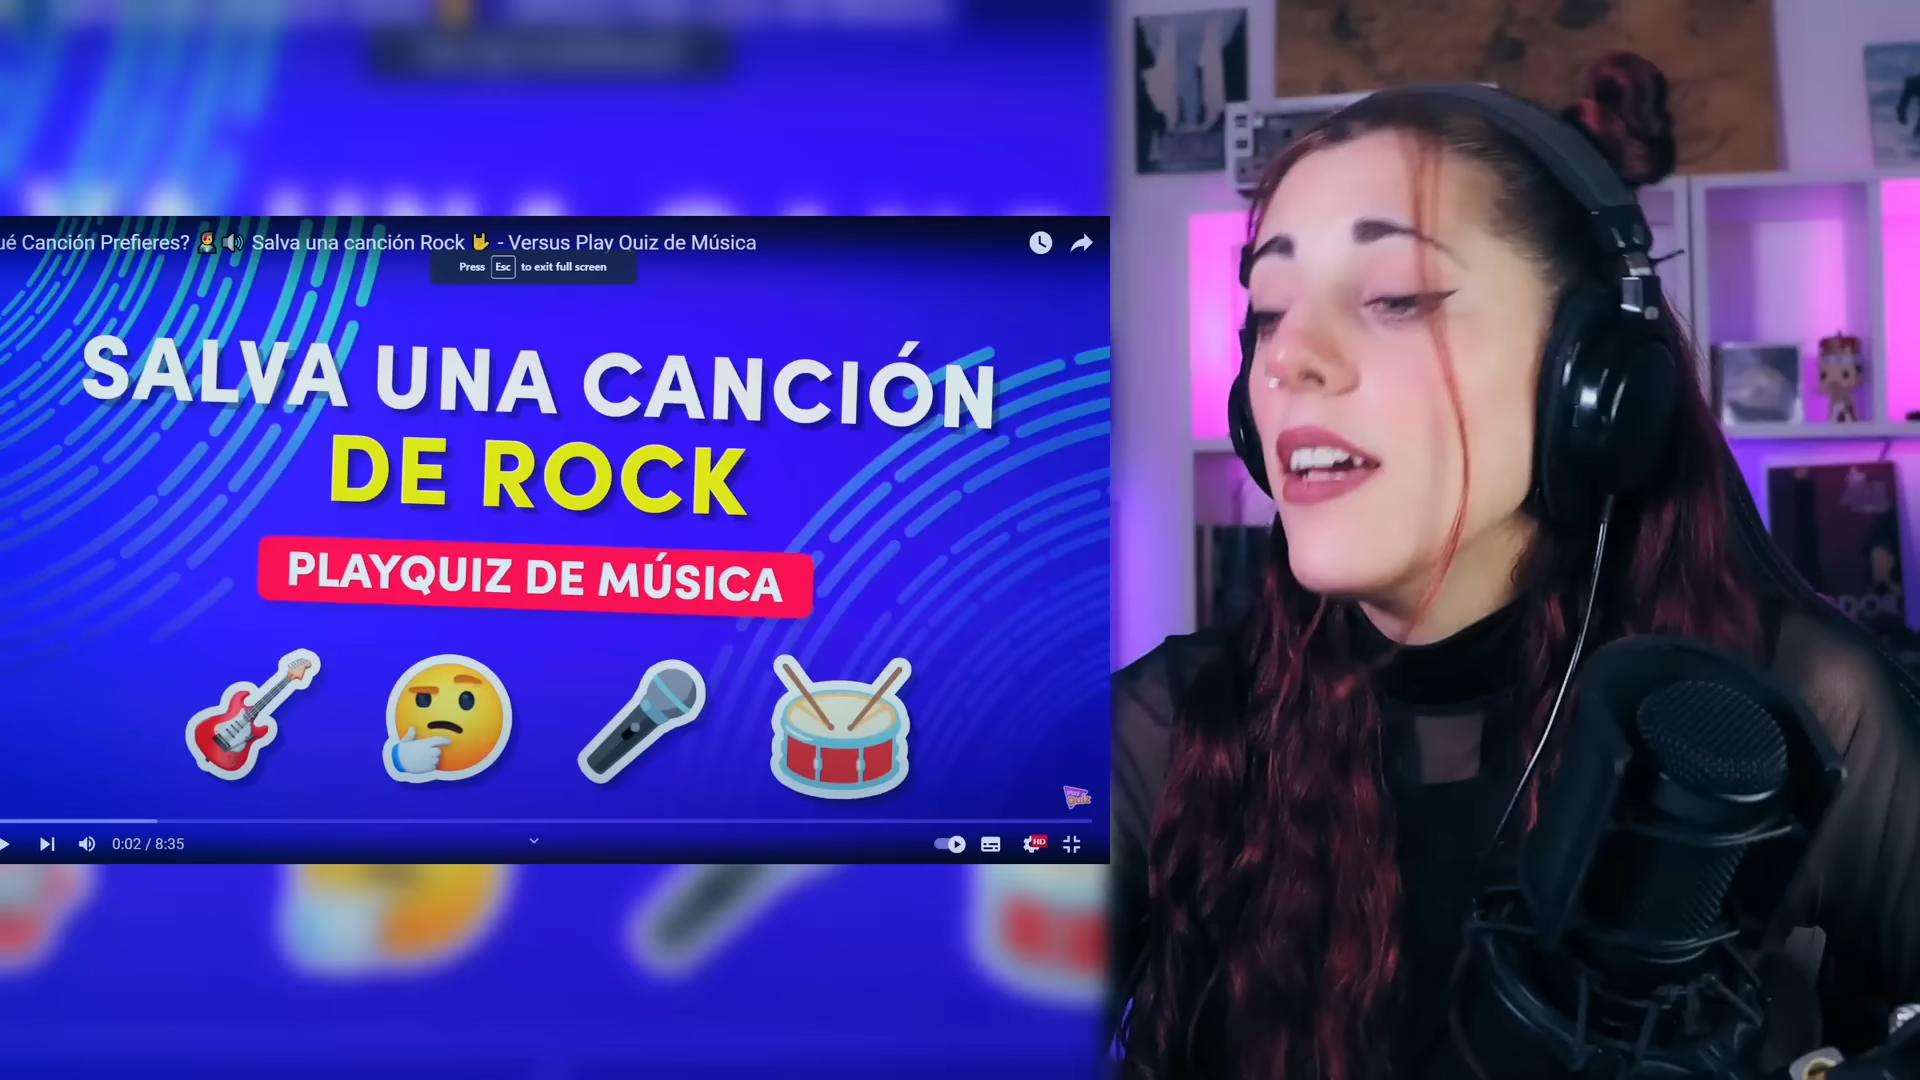 ué Canción Prefieres? 🧑‍🎤🔊 Salva una canción Rock 🤘 - Versus Play Quiz de Música
Press Esc to exit full screen
SALVA UNA CANCIÓN
DE ROCK
PLAYQUIZ DE MÚSICA
0:02 / 8:35
HD